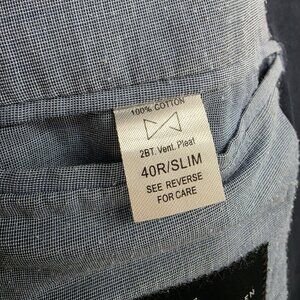 100% COTTON
2BT. Vent. Pleat
40R/SLIM
SEE REVERSE
FOR CARE